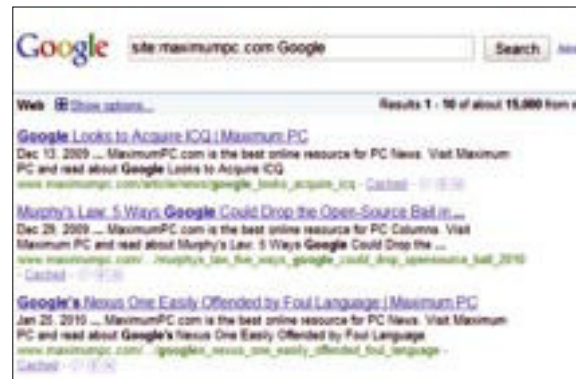 Google site:maximumpc.com Google Search
Web Show options... Results 1 - 10 of about 15,000 from
Google Looks to Acquire ICQ | Maximum PC
Dec 13, 2009 ... MaximumPC.com is the best online resource for PC News. Visit Maximum
PC and read about Google Looks to Acquire ICQ
www.maximumpc.com/article/news/google_looks_acquire_icq - Cached -
Murphy's Law: 5 Ways Google Could Drop the Open-Source Ball in ...
Dec 29, 2009 ... MaximumPC.com is the best online resource for PC Columns. Visit
Maximum PC and read about Murphy's Law: 5 Ways Google Could Drop the ...
www.maximumpc.com/.../murphys_law_five_ways_google_could_drop_opensource_ball_2010
- Cached -
Google's Nexus One Easily Offended by Foul Language | Maximum PC
Jan 25, 2010 ... MaximumPC.com is the best online resource for PC News. Visit Maximum
PC and read about Google's Nexus One Easily Offended by Foul Language
www.maximumpc.com/.../googles_nexus_one_easily_offended_foul_language -
Cached -